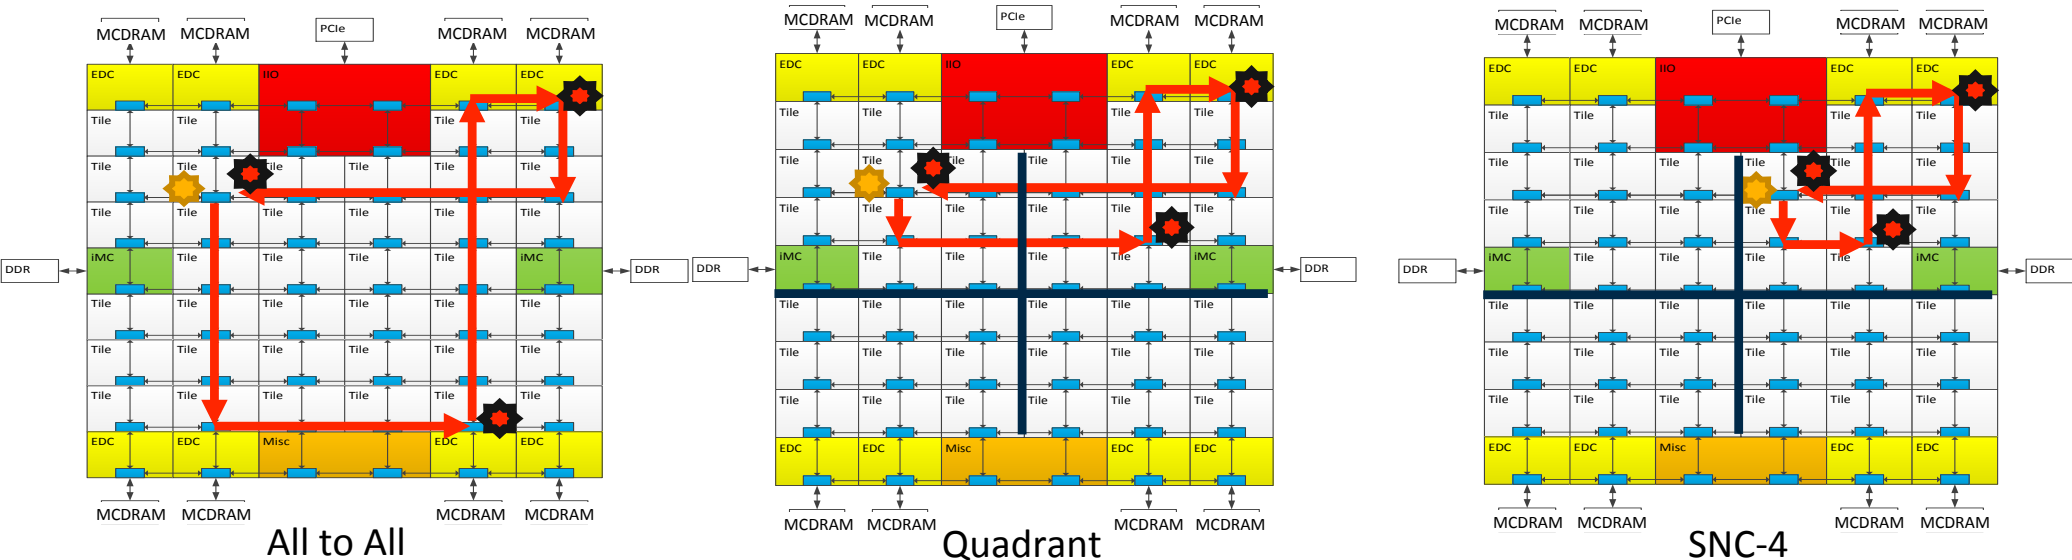 MCDRAM MCDRAM PCIe MCDRAM MCDRAM
EDC EDC IIO EDC EDC
Tile Tile Tile Tile
Tile Tile Tile Tile Tile Tile
Tile Tile Tile Tile Tile Tile
DDR iMC Tile Tile Tile Tile iMC DDR
Tile Tile Tile Tile Tile Tile
Tile Tile Tile Tile Tile Tile
Tile Tile Tile Tile Tile Tile
EDC EDC Misc EDC EDC
MCDRAM MCDRAM MCDRAM MCDRAM
All to All
MCDRAM MCDRAM PCIe MCDRAM MCDRAM
EDC EDC IIO EDC EDC
Tile Tile Tile Tile
Tile Tile Tile Tile Tile Tile
Tile Tile Tile Tile Tile Tile
DDR iMC Tile Tile Tile Tile iMC DDR
Tile Tile Tile Tile Tile Tile
Tile Tile Tile Tile Tile Tile
Tile Tile Tile Tile Tile Tile
EDC EDC Misc EDC EDC
MCDRAM MCDRAM MCDRAM MCDRAM
Quadrant
MCDRAM MCDRAM PCIe MCDRAM MCDRAM
EDC EDC IIO EDC EDC
Tile Tile Tile Tile
Tile Tile Tile Tile Tile Tile
Tile Tile Tile Tile Tile Tile
DDR iMC Tile Tile Tile Tile iMC DDR
Tile Tile Tile Tile Tile Tile
Tile Tile Tile Tile Tile Tile
Tile Tile Tile Tile Tile Tile
EDC EDC Misc EDC EDC
MCDRAM MCDRAM MCDRAM MCDRAM
SNC-4